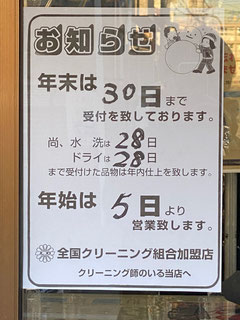 お知らせ
年末は
30日まで
受付を致しております。
尚、水 洗は28日
ドライは28日
まで受付けた品物は年内仕上を致します。
年始は 5日より
営業致します。
全国クリーニング組合加盟店
クリーニング師のいる当店へ